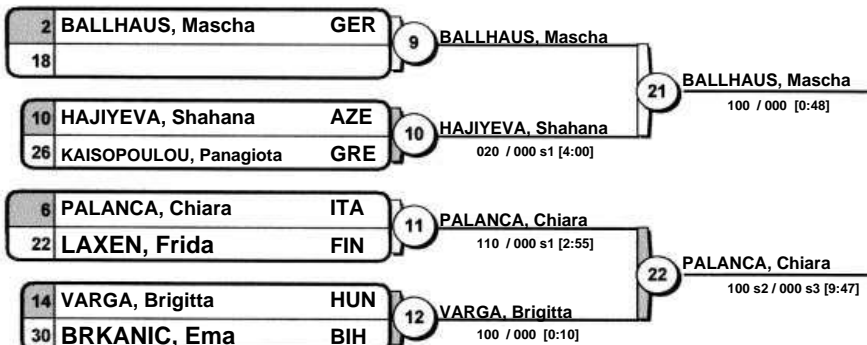 2 BALLHAUS, Mascha GER
18
9 BALLHAUS, Mascha
21 BALLHAUS, Mascha
100 / 000 [0:48]
10 HAJIYEVA, Shahana AZE
26 KAISOPOULOU, Panagiota GRE
10 HAJIYEVA, Shahana
020 / 000 s1 [4:00]
6 PALANCA, Chiara ITA
22 LAXEN, Frida FIN
11 PALANCA, Chiara
110 / 000 s1 [2:55]
22 PALANCA, Chiara
100 s2 / 000 s3 [9:47]
14 VARGA, Brigitta HUN
30 BRKANIC, Ema BIH
12 VARGA, Brigitta
100 / 000 [0:10]